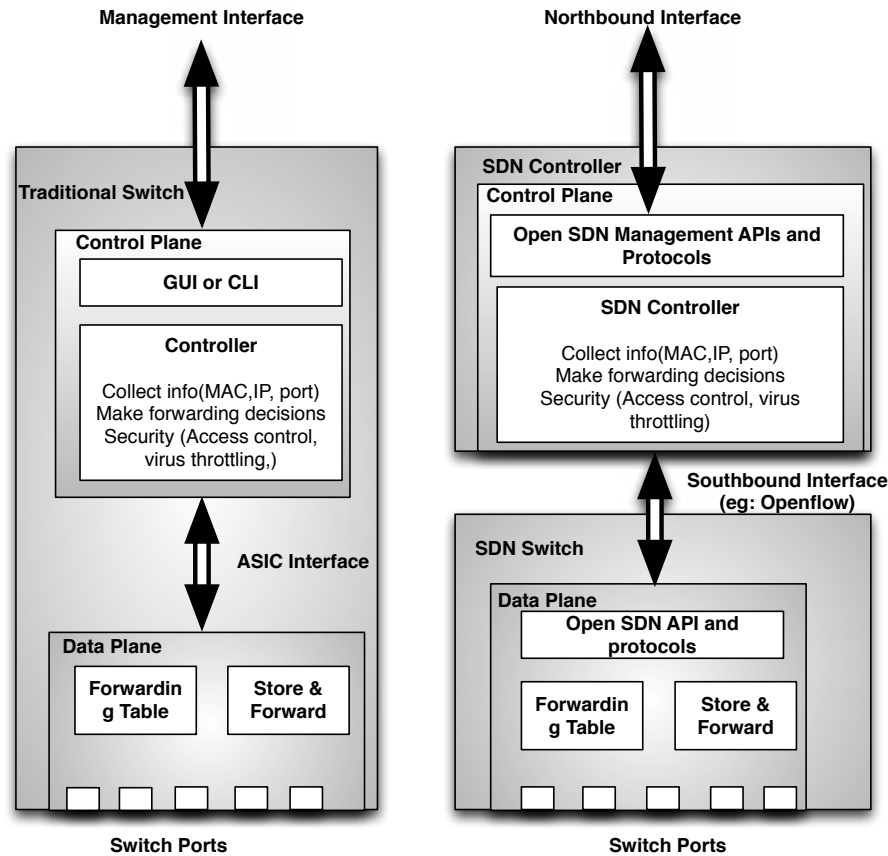 Management Interface
Traditional Switch
Control Plane
GUI or CLI
Controller
Collect info(MAC,IP, port)
Make forwarding decisions
Security (Access control,
virus throttling,)
ASIC Interface
Data Plane
Forwardin
g Table
Store &
Forward
Switch Ports
Northbound Interface
SDN Controller
Control Plane
Open SDN Management APIs and
Protocols
SDN Controller
Collect info(MAC,IP, port)
Make forwarding decisions
Security (Access control, virus
throttling)
Southbound Interface
(eg: Openflow)
SDN Switch
Data Plane
Open SDN API and
protocols
Forwardin
g Table
Store &
Forward
Switch Ports